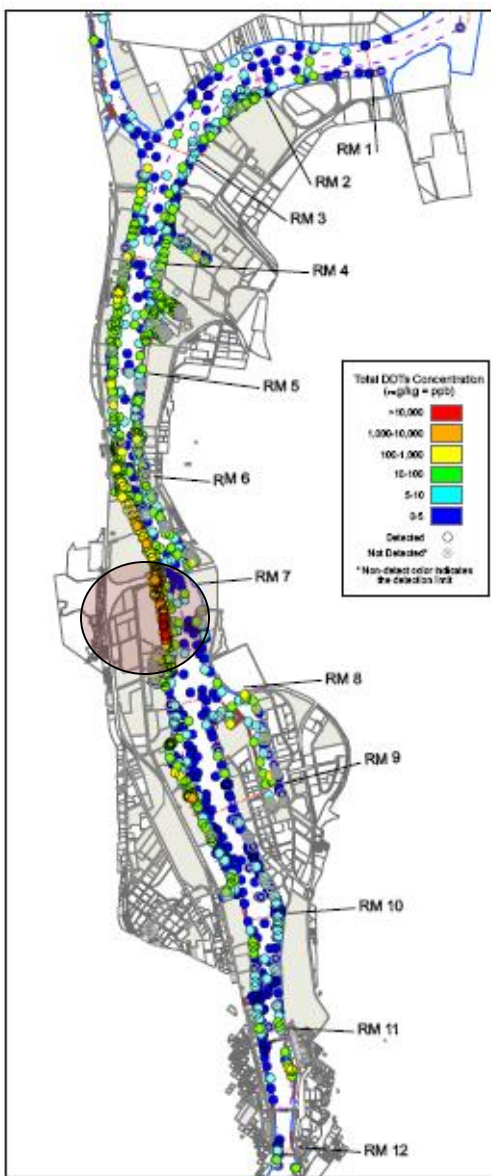 RM 1
RM 2
RM 3
RM 4
RM 5
RM 6
RM 7
RM 8
RM 9
RM 10
RM 11
RM 12
Total DDTs Concentration
(µg/kg = ppb)
>10,000
1,000-10,000
100-1,000
10-100
5-10
0-5
Detected
Not Detected*
* Non-detect color indicates
the detection limit